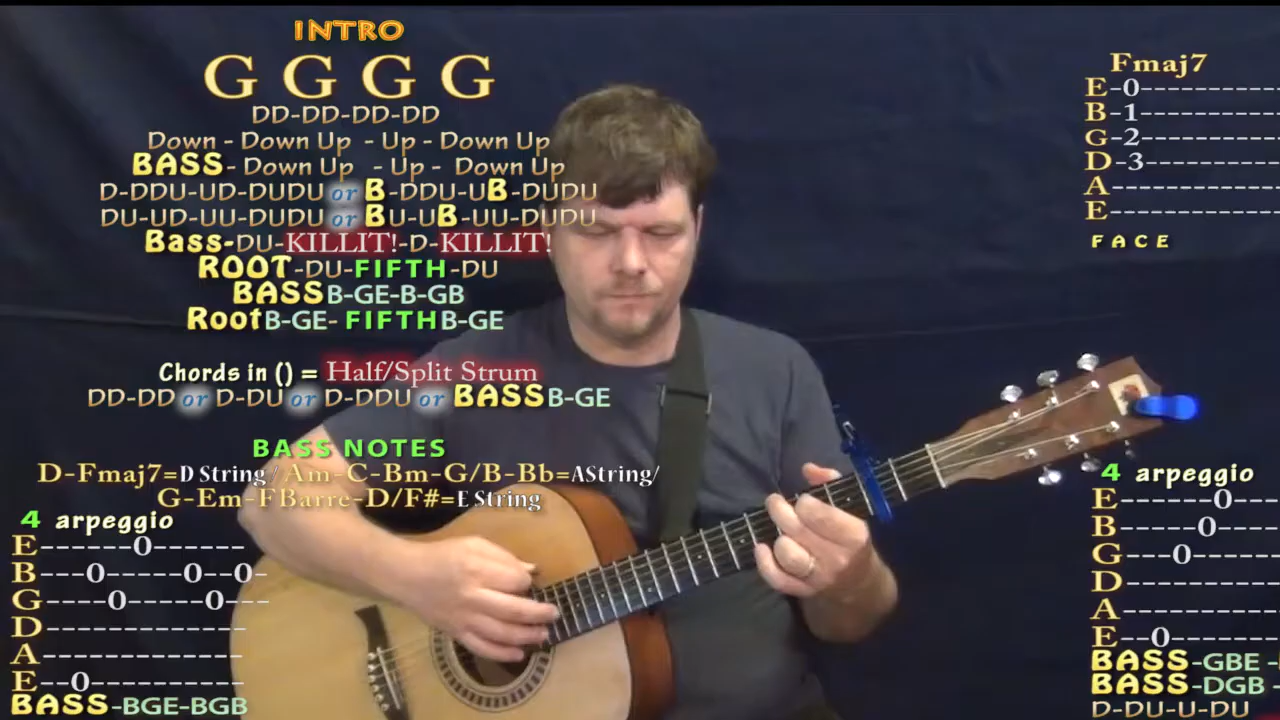 INTRO
G G G G
DD-DD-DD-DD
Down - Down Up - Up - Down Up
BASS - Down Up - Up - Down Up
D-DDU-UD-DUDU or B-DDU-UB-DUDU
DU-UD-UU-DUDU or BU-UB-UU-DUDU
Bass-DU-KILLIT!-D-KILLIT!
ROOT-DU-FIFTH-DU
BASS B-GE-B-GB
Root B-GE- FIFTH B-GE
Chords in () = Half/Split Strum
DD-DD or D-DU or D-DDU or BASS B-GE
BASS NOTES
D-Fmaj7=D String / Am-C-Bm-G/B-Bb=AString/
G-Em-F Barre-D/F#=E String
4 arpeggio
E------0------
B---0----0--0-
G----0----0---
D-------------
A-------------
E--0----------
BASS-BGE-BGB
Fmaj7
E-0----------
B-1----------
G-2----------
D-3----------
A------------
E------------
F A C E
4 arpeggio
E--------0---
B-------0----
G-----0------
D------------
A------------
E---0--------
BASS-GBE -
BASS-DGB -
D-DU-U-DU